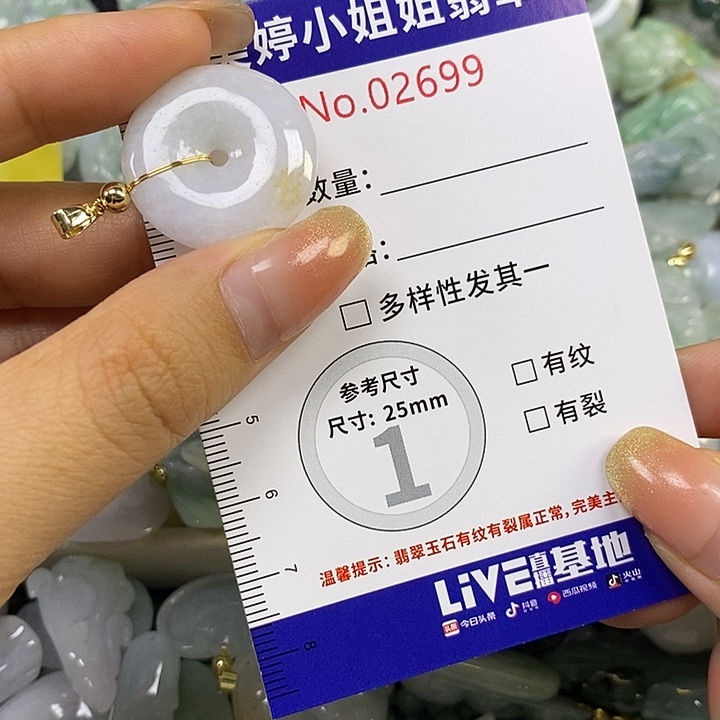 婷小姐姐翡翠
No.02699
数量:
:
多样性发其一
有纹
有裂
参考尺寸
尺寸: 25mm
1
5
6
7
8
温馨提示: 翡翠玉石有纹有裂属正常, 完美主
LiVE直播基地
头条 今日头条 抖音 西瓜视频 火山